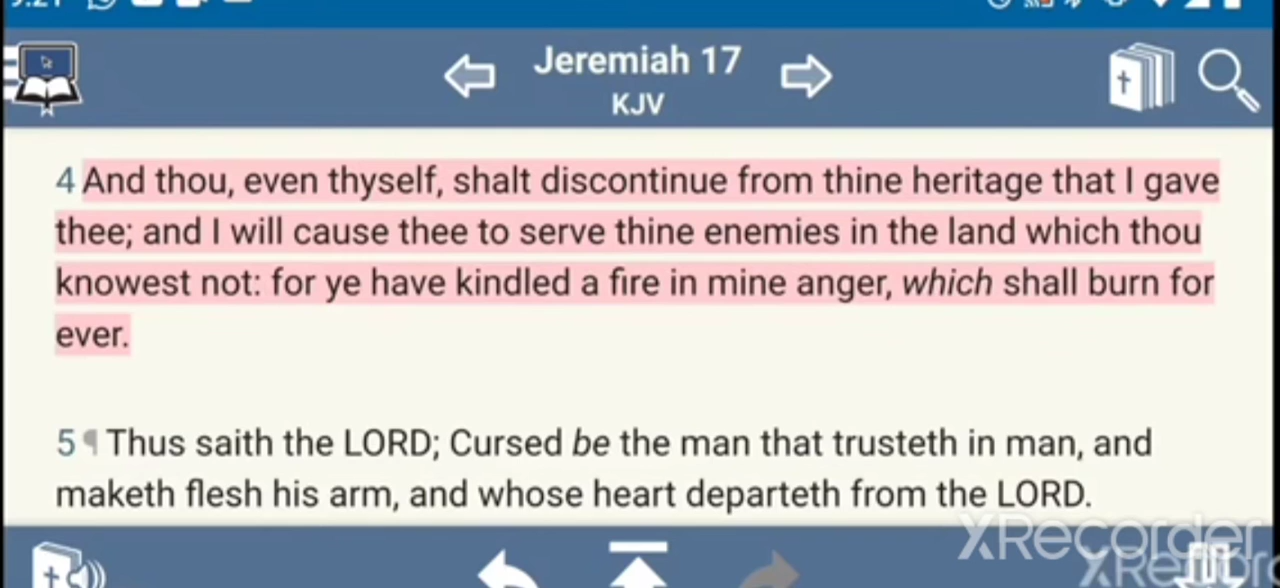 9:21
Jeremiah 17
KJV
4 And thou, even thyself, shalt discontinue from thine heritage that I gave
thee; and I will cause thee to serve thine enemies in the land which thou
knowest not: for ye have kindled a fire in mine anger, which shall burn for
ever.
5 ¶ Thus saith the LORD; Cursed be the man that trusteth in man, and
maketh flesh his arm, and whose heart departeth from the LORD.
XRecorder